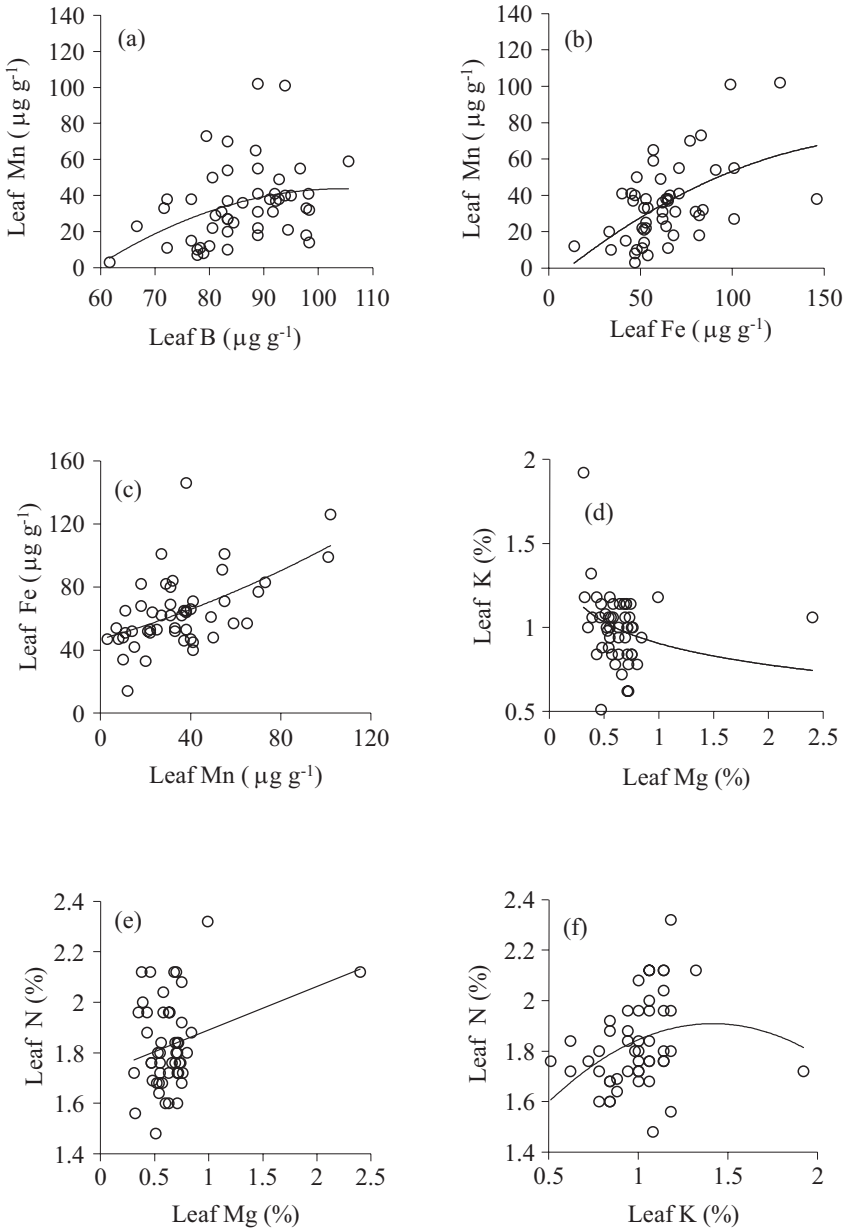 (a)
140
120
100
80
60
40
20
0
Leaf Mn ( μg g-1)
60 70 80 90 100 110
Leaf B (μg g-1)
(b)
140
120
100
80
60
40
20
0
Leaf Mn ( μg g-1)
0 50 100 150
Leaf Fe (μg g-1)
(c)
160
120
80
40
0
Leaf Fe (μg g-1)
0 40 80 120
Leaf Mn ( μg g-1)
(d)
2
1.5
1
0.5
Leaf K (%)
0 0.5 1 1.5 2 2.5
Leaf Mg (%)
(e)
2.4
2.2
2.0
1.8
1.6
1.4
Leaf N (%)
0 0.5 1 1.5 2 2.5
Leaf Mg (%)
(f)
2.4
2.2
2.0
1.8
1.6
1.4
Leaf N (%)
0.5 1 1.5 2
Leaf K (%)